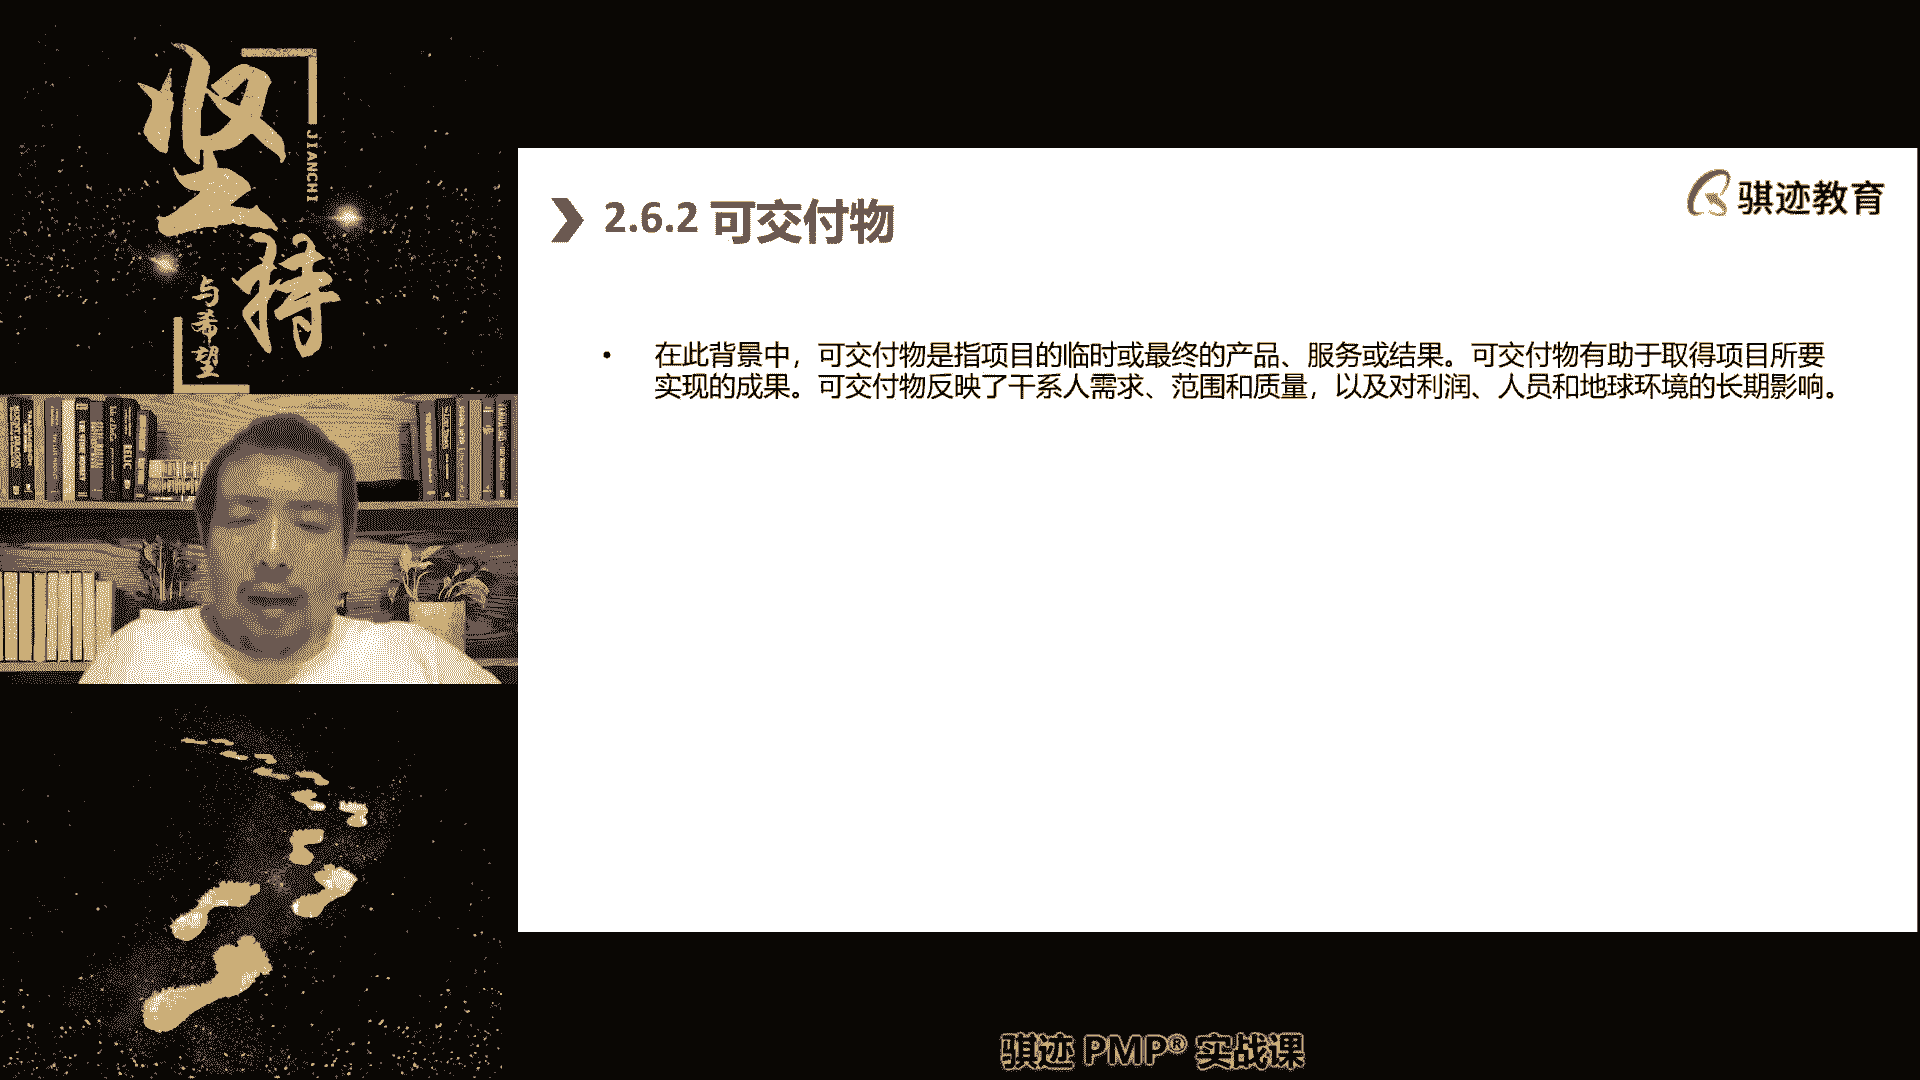 坚持
JIANCHI
与希望
骐迹教育
2.6.2 可交付物
• 在此背景中，可交付物是指项目的临时或最终的产品、服务或结果。可交付物有助于取得项目所要
实现的成果。可交付物反映了干系人需求、范围和质量，以及对利润、人员和地球环境的长期影响。
骐迹 PMP® 实战课